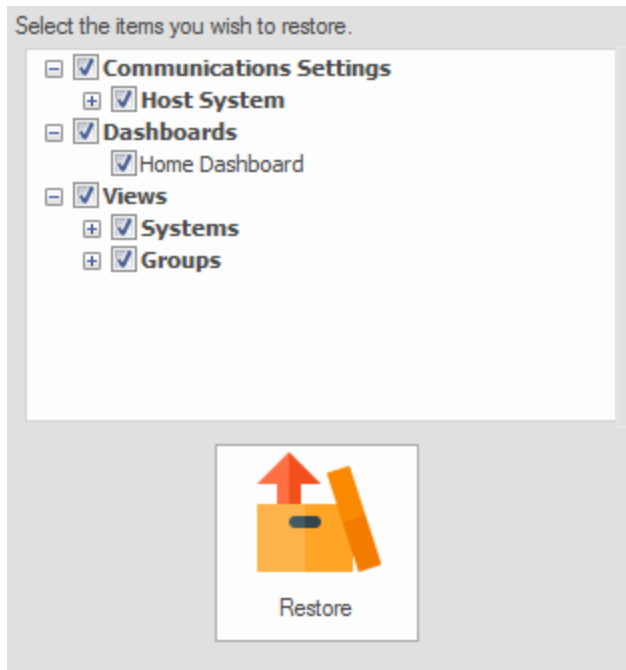 Select the items you wish to restore.
Communications Settings
Host System
Dashboards
Home Dashboard
Views
Systems
Groups
Restore